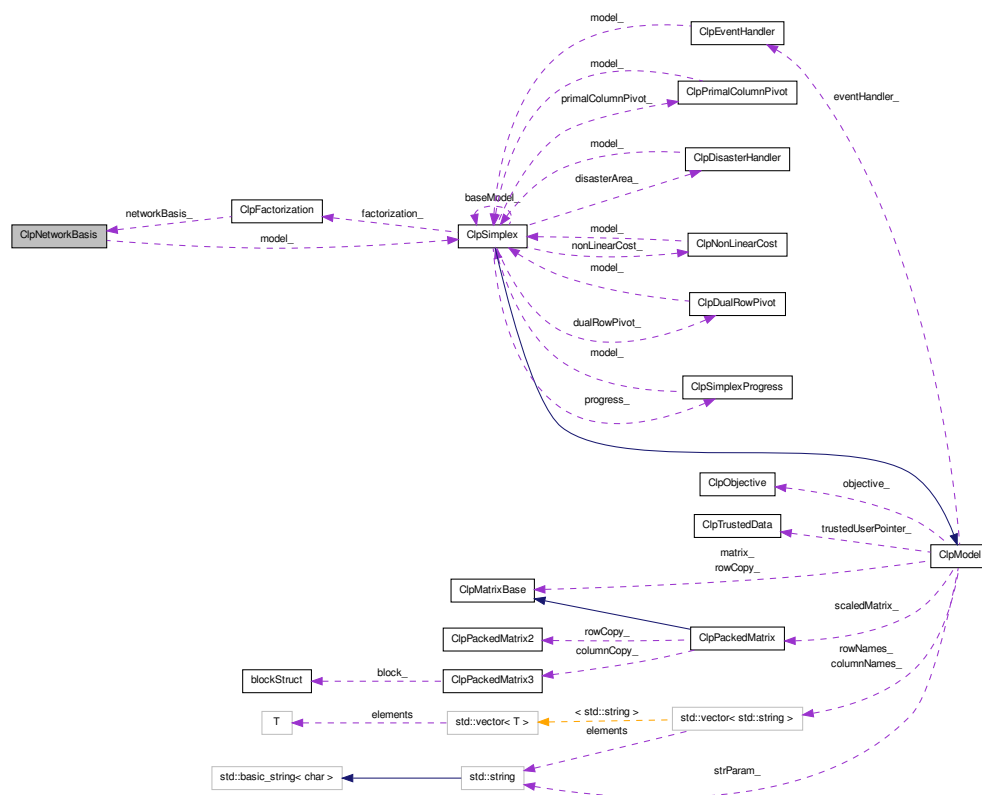 model_
ClpEventHandler
model_
ClpPrimalColumnPivot
eventHandler_
primalColumnPivot_
model_
ClpDisasterHandler
disasterArea_
baseModel_
networkBasis_
ClpFactorization
factorization_
ClpNetworkBasis
model_
ClpSimplex
model_
ClpNonLinearCost
nonLinearCost_
model_
ClpDualRowPivot
dualRowPivot_
model_
ClpSimplexProgress
progress_
ClpObjective
objective_
ClpTrustedData
trustedUserPointer_
matrix_
rowCopy_
ClpModel
ClpMatrixBase
scaledMatrix_
ClpPackedMatrix2
rowCopy_
ClpPackedMatrix
columnCopy_
rowNames_
columnNames_
blockStruct
block_
ClpPackedMatrix3
T
elements
std::vector< T >
< std::string >
std::vector< std::string >
elements
std::basic_string< char >
std::string
strParam_